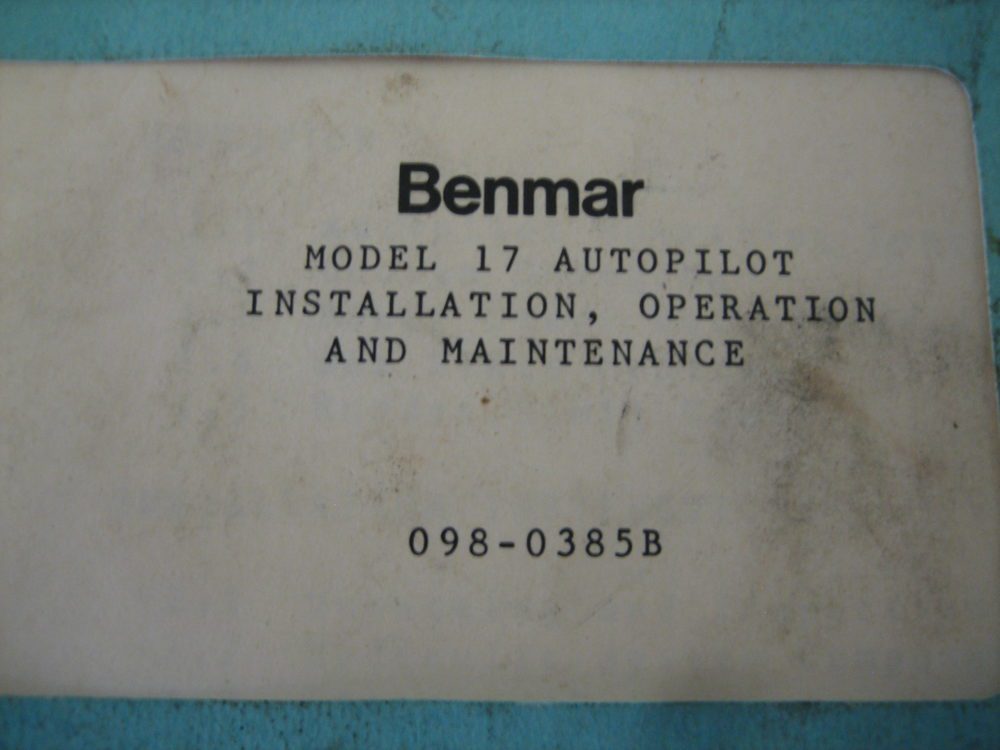 Benmar
MODEL 17 AUTOPILOT
INSTALLATION, OPERATION
AND MAINTENANCE
098-0385B